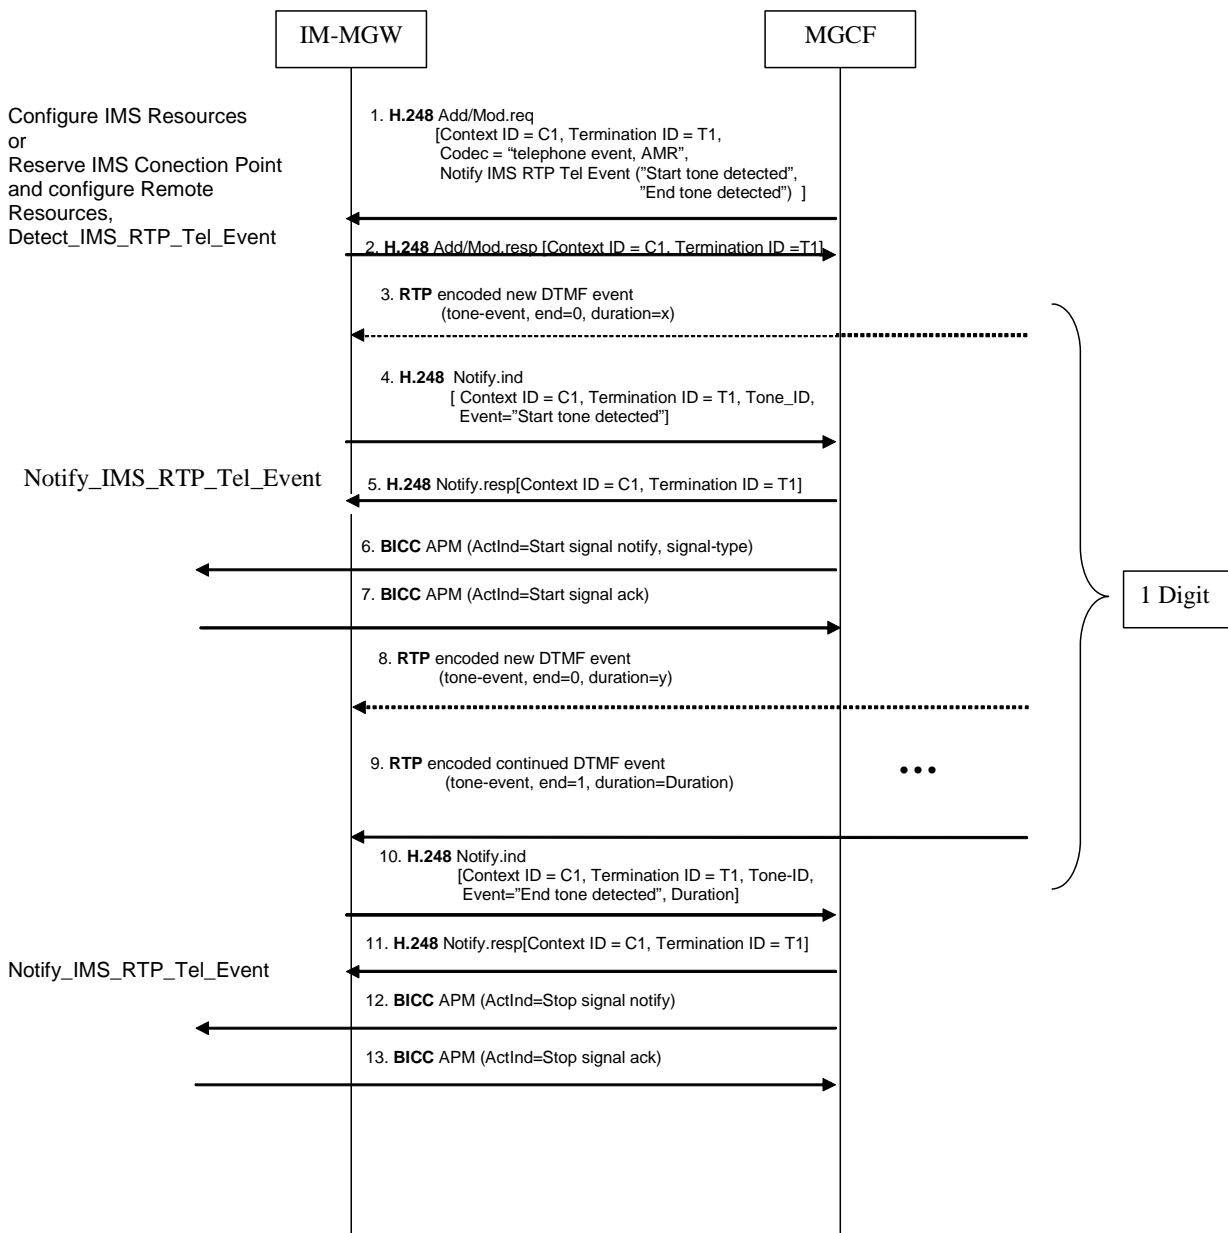 IM-MGW
MGCF
Configure IMS Resources
or
Reserve IMS Conection Point
and configure Remote
Resources,
Detect_IMS_RTP_Tel_Event
1. H.248 Add/Mod.req
[Context ID = C1, Termination ID = T1,
Codec = “telephone event, AMR”,
Notify IMS RTP Tel Event (”Start tone detected”,
”End tone detected”) ]
2. H.248 Add/Mod.resp [Context ID = C1, Termination ID =T1]
3. RTP encoded new DTMF event
(tone-event, end=0, duration=x)
4. H.248 Notify.ind
[ Context ID = C1, Termination ID = T1, Tone_ID,
Event=”Start tone detected”]
Notify_IMS_RTP_Tel_Event
5. H.248 Notify.resp[Context ID = C1, Termination ID = T1]
6. BICC APM (ActInd=Start signal notify, signal-type)
7. BICC APM (ActInd=Start signal ack)
1 Digit
8. RTP encoded new DTMF event
(tone-event, end=0, duration=y)
9. RTP encoded continued DTMF event
(tone-event, end=1, duration=Duration)
...
10. H.248 Notify.ind
[Context ID = C1, Termination ID = T1, Tone-ID,
Event=”End tone detected”, Duration]
11. H.248 Notify.resp[Context ID = C1, Termination ID = T1]
Notify_IMS_RTP_Tel_Event
12. BICC APM (ActInd=Stop signal notify)
13. BICC APM (ActInd=Stop signal ack)